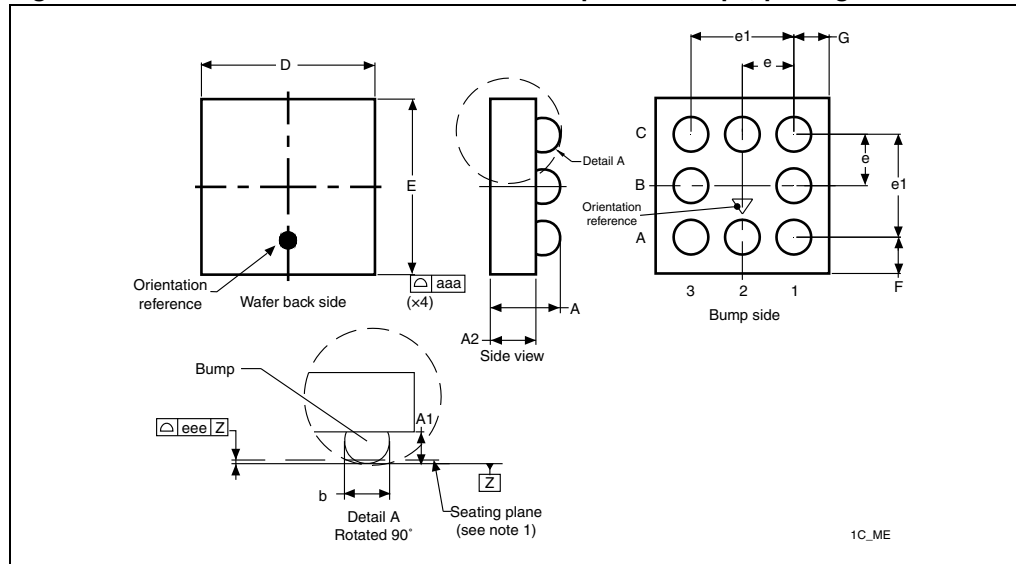 D
E
Orientation
reference
Wafer back side
aaa
(×4)
Detail A
A
A2
Side view
e1
G
e
C
B
Orientation
reference
A
e
e1
F
3 2 1
Bump side
Bump
eee Z
A1
Z
b
Seating plane
(see note 1)
Detail A
Rotated 90˚
1C_ME